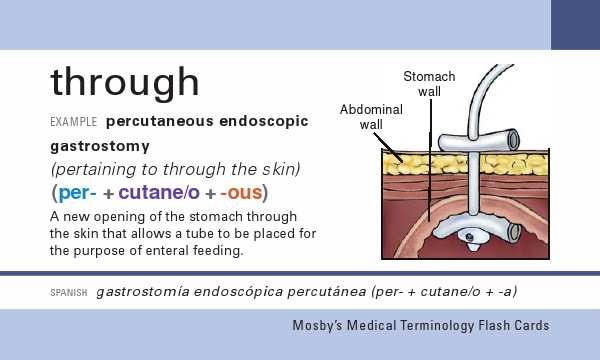 through
EXAMPLE percutaneous endoscopic
gastrostomy
(pertaining to through the skin)
(per- + cutane/o + -ous)
A new opening of the stomach through
the skin that allows a tube to be placed for
the purpose of enteral feeding.
Stomach
wall
Abdominal
wall
SPANISH gastrostomía endoscópica percutánea (per- + cutane/o + -a)
Mosby's Medical Terminology Flash Cards